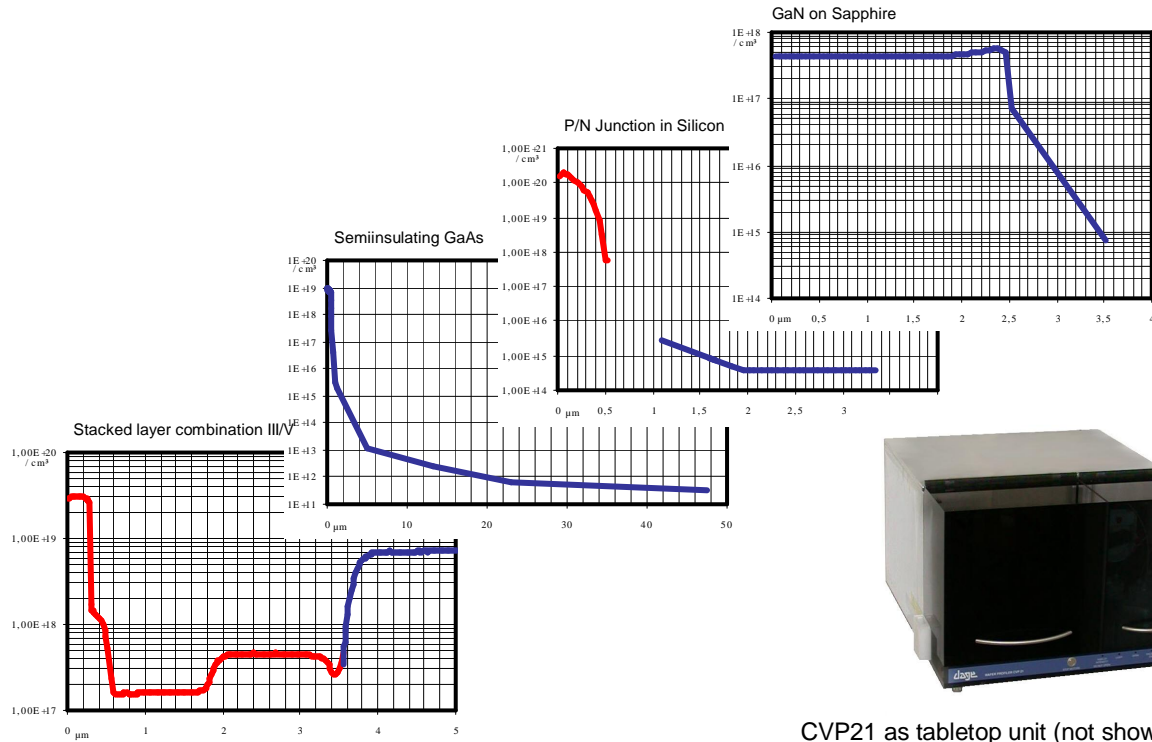 GaN on Sapphire
1E+18
/ cm³
1E+17
1E+16
1E+15
1E+14
0 µm 0,5 1 1,5 2 2,5 3 3,5 4
P/N Junction in Silicon
1,00E+21
/ cm³
1,00E+20
1,00E+19
1,00E+18
1,00E+17
1,00E+16
1,00E+15
1,00E+14
0 µm 0,5 1 2 2,5 3
Semiinsulating GaAs
1E+20
/ cm³
1E+19
1E+18
1E+17
1E+16
1E+15
1E+14
1E+13
1E+12
1E+11
0 µm 10 20 30 40 50
Stacked layer combination III/V
1,00E+20
/ cm³
1,00E+19
1,00E+18
1,00E+17
0 µm 1 2 3 4 5
dage
CVP21 as tabletop unit (not show